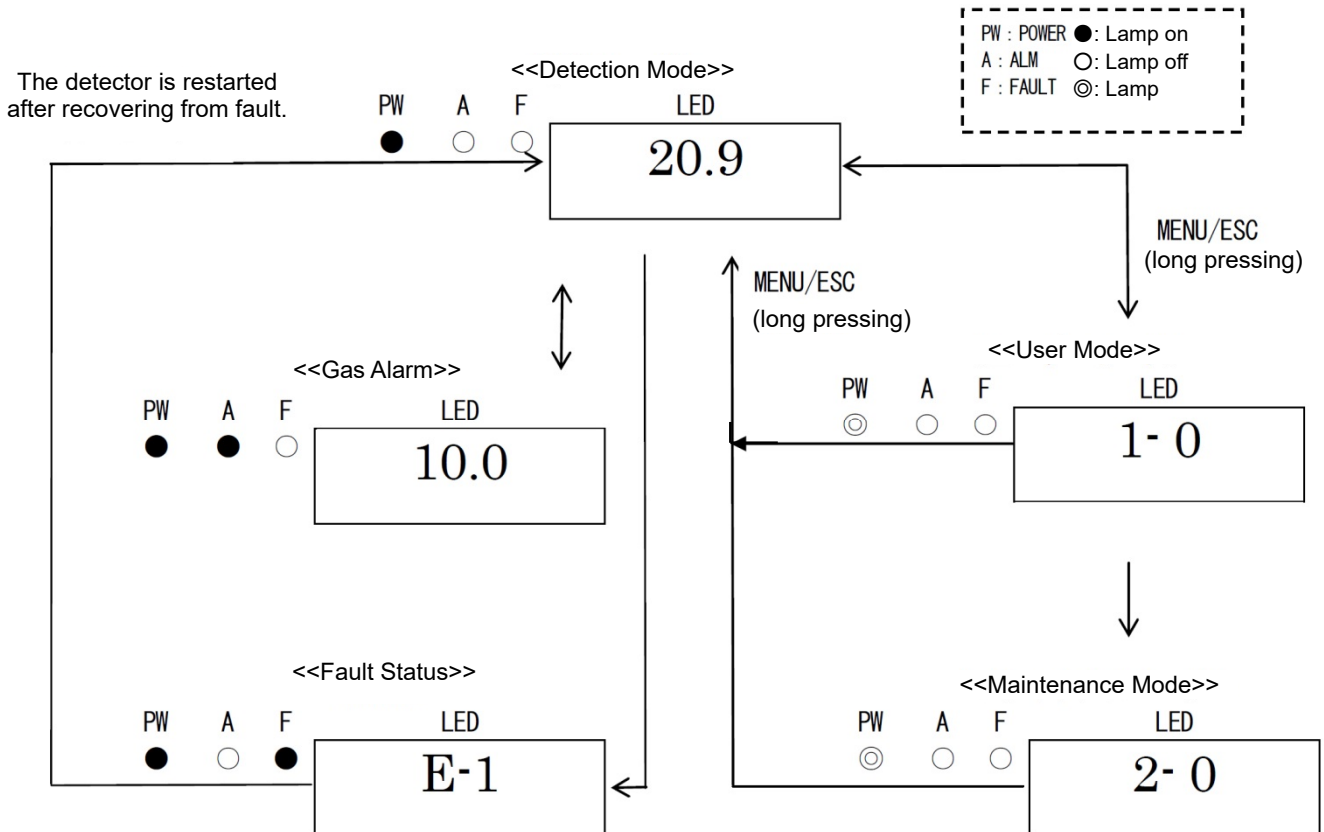 PW : POWER ●: Lamp on
A : ALM ○: Lamp off
F : FAULT ◎: Lamp
The detector is restarted
after recovering from fault.
<<Detection Mode>>
PW A F LED
20.9
MENU/ESC
(long pressing)
MENU/ESC
(long pressing)
<<Gas Alarm>>
PW A F LED
10.0
<<User Mode>>
PW A F LED
1- 0
<<Fault Status>>
PW A F LED
E-1
<<Maintenance Mode>>
PW A F LED
2- 0